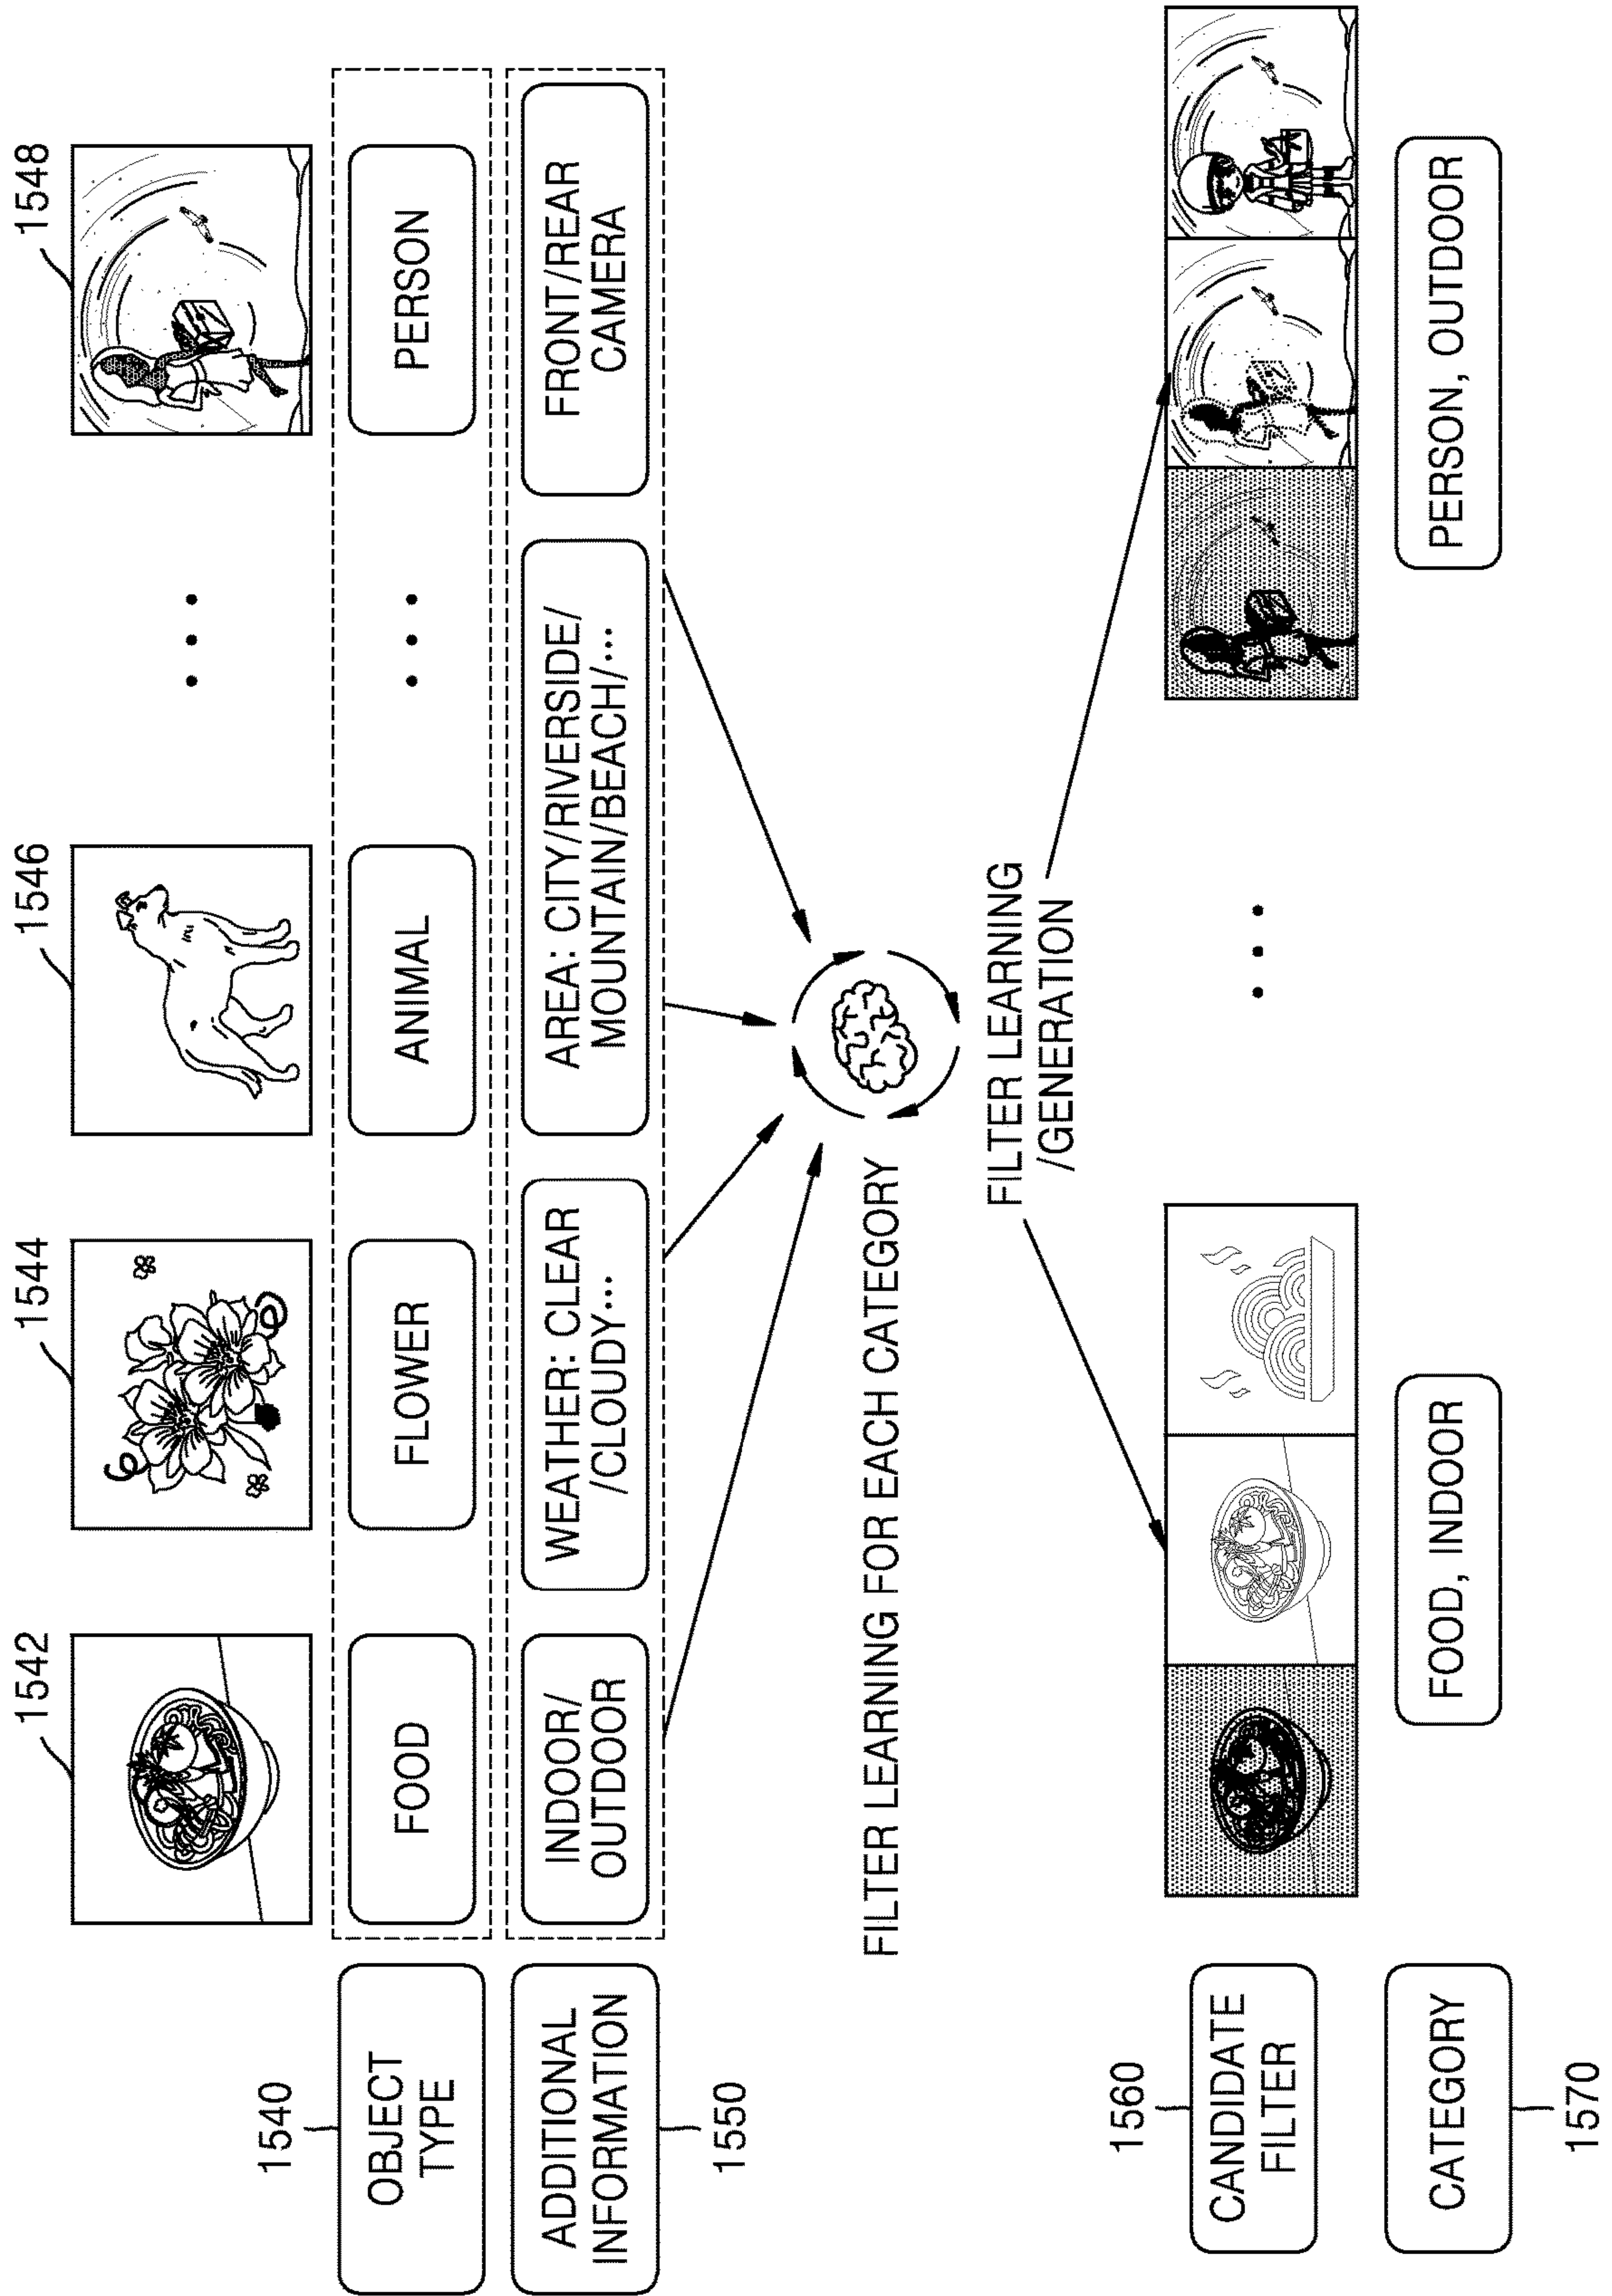 1542
1544
1546
1548
1540
OBJECT
TYPE
FOOD
FLOWER
ANIMAL
PERSON
ADDITIONAL
INFORMATION
1550
INDOOR/
OUTDOOR
WEATHER: CLEAR
/CLOUDY...
AREA: CITY/RIVERSIDE/
MOUNTAIN/BEACH/...
FRONT/REAR
CAMERA
FILTER LEARNING FOR EACH CATEGORY
FILTER LEARNING
/GENERATION
1560
CANDIDATE
FILTER
CATEGORY
1570
FOOD, INDOOR
PERSON, OUTDOOR